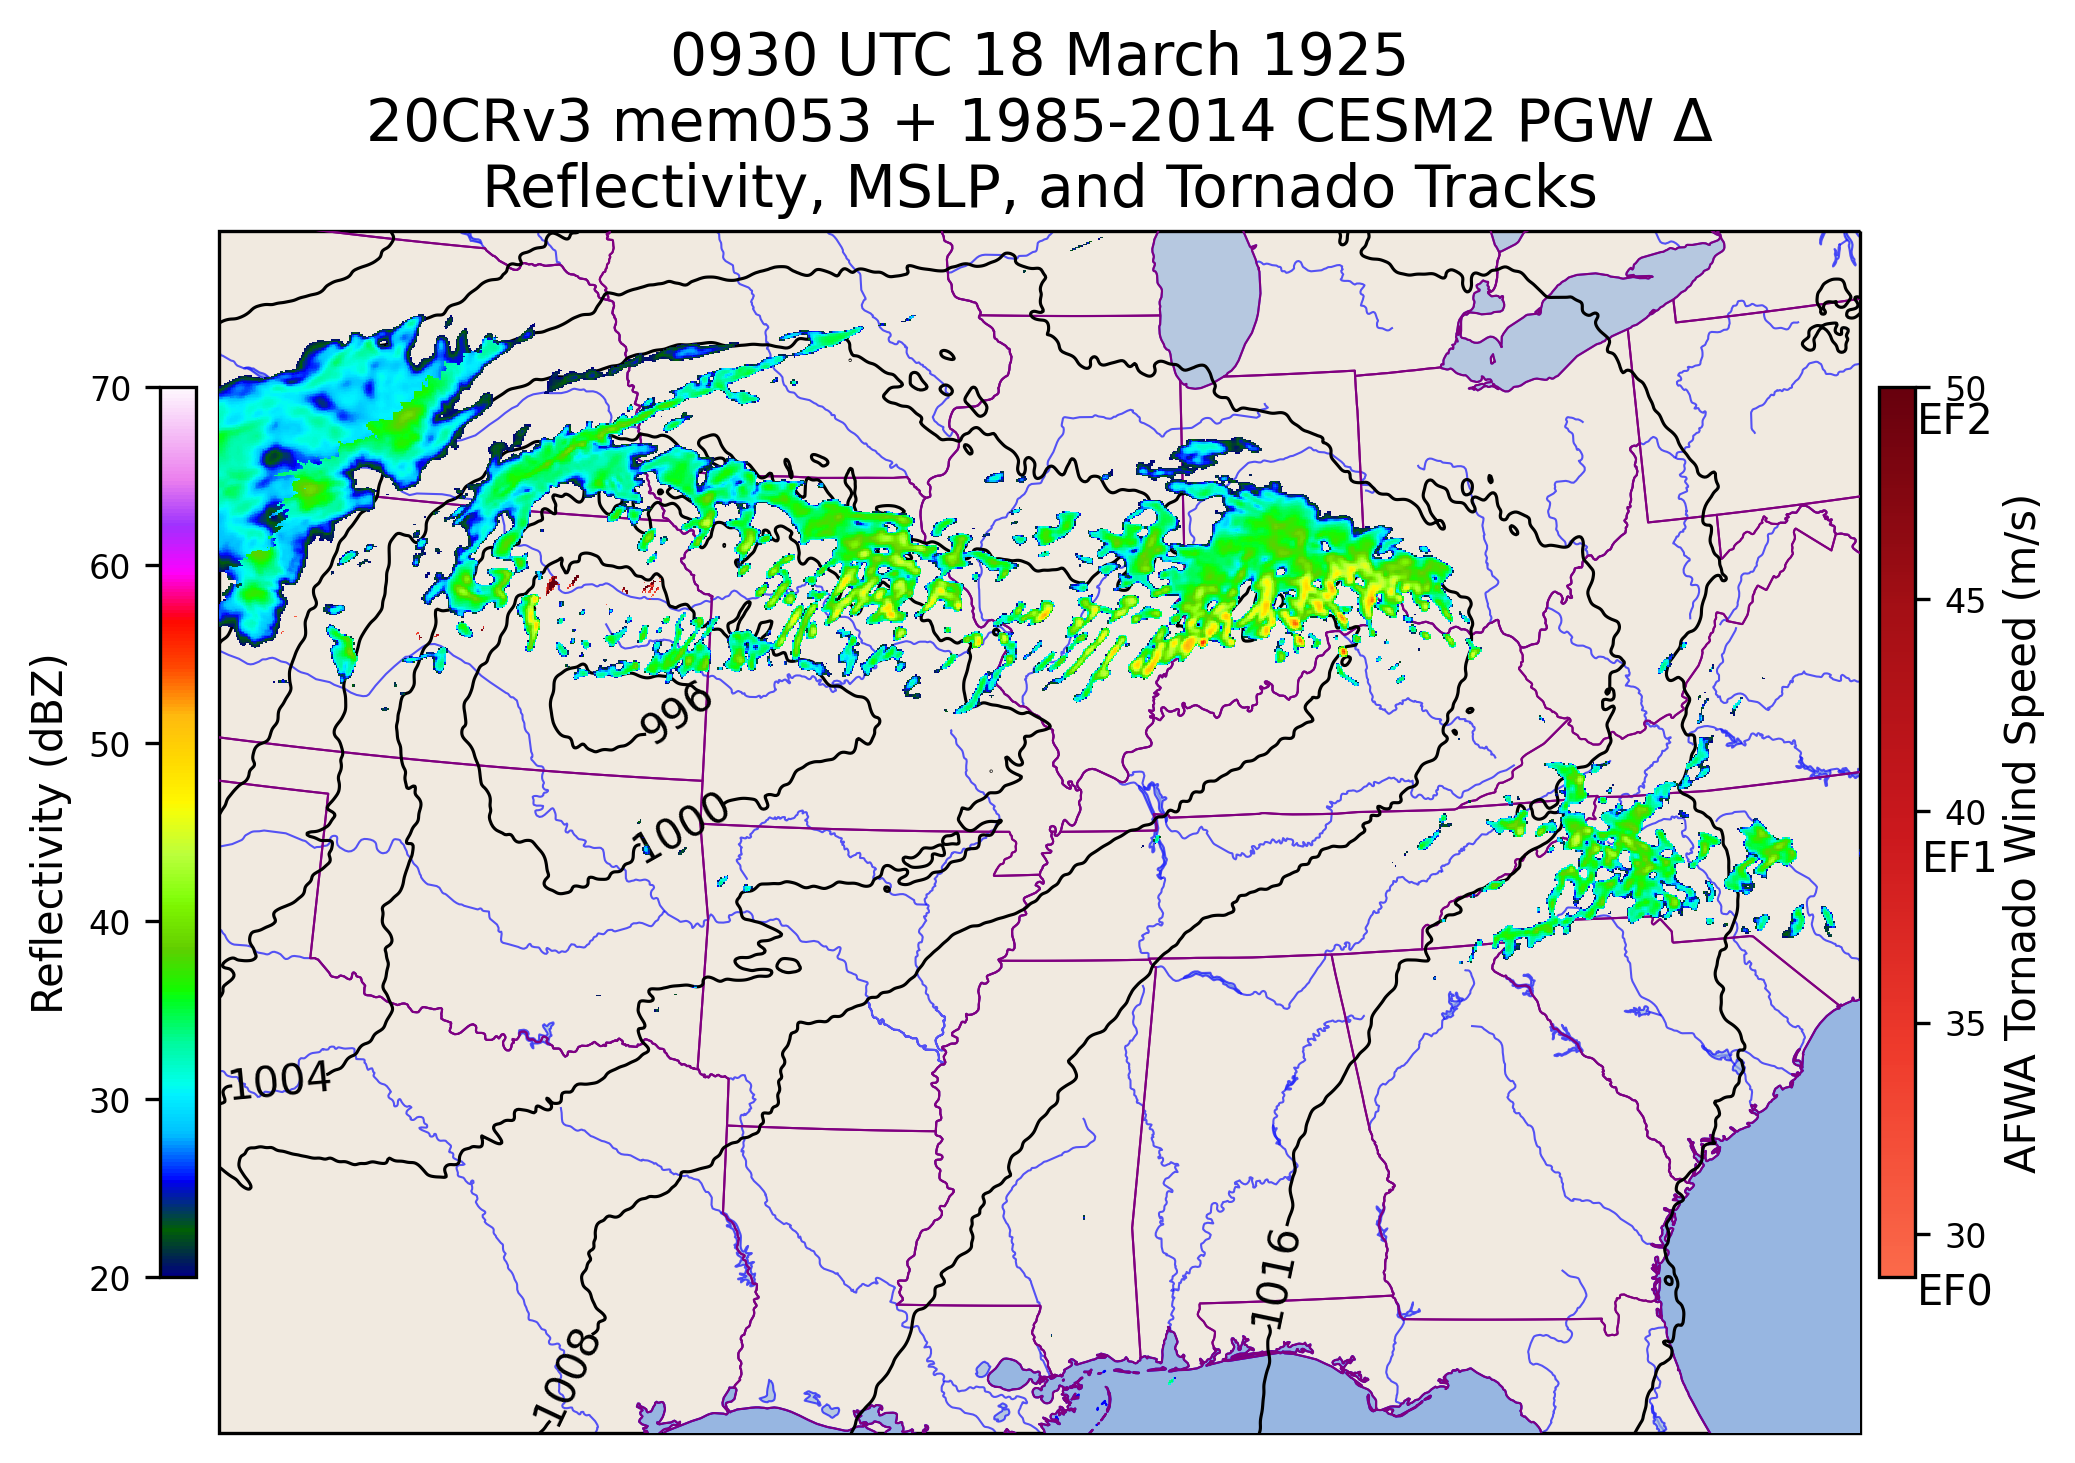 0930 UTC 18 March 1925
20CRv3 mem053 + 1985-2014 CESM2 PGW Δ
Reflectivity, MSLP, and Tornado Tracks
Reflectivity (dBZ)
70
60
50
40
30
20
996
1000
1004
1008
1016
50
EF2
45
40
EF1
35
30
EF0
AFWA Tornado Wind Speed (m/s)